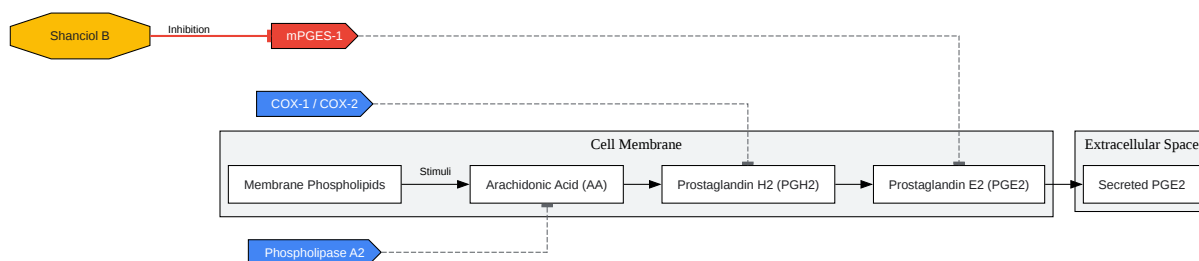 Shanciol B
Inhibition
mPGES-1
COX-1 / COX-2
Cell Membrane
Extracellular Space
Membrane Phospholipids
Stimuli
Arachidonic Acid (AA)
Prostaglandin H2 (PGH2)
Prostaglandin E2 (PGE2)
Secreted PGE2
Phospholipase A2